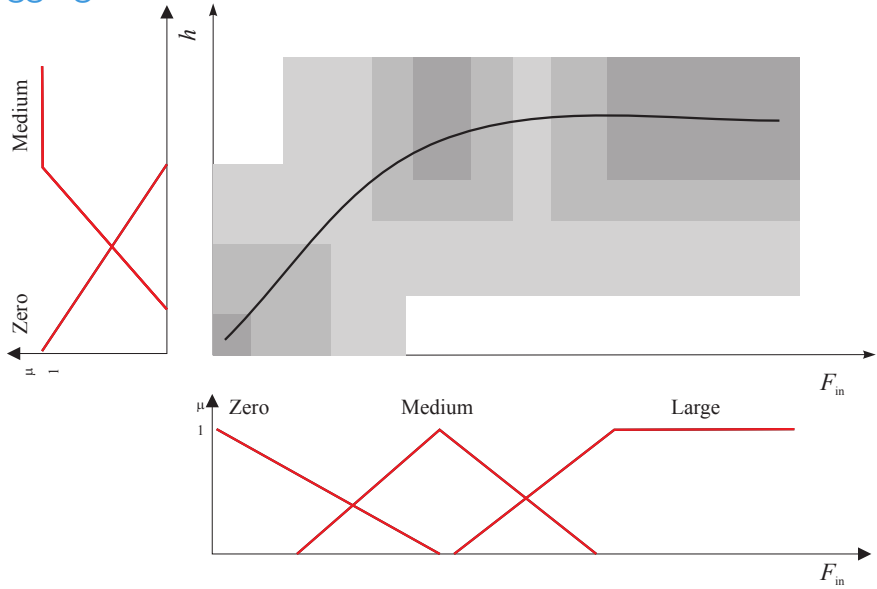 h
Medium
Zero
μ
1
F_in
μ
Zero
Medium
Large
1
F_in